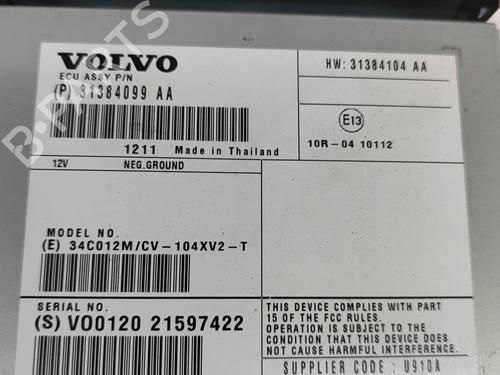 VOLVO
ECU ASSY P/N
(P) 31384099 AA
HW: 31384104 AA
1211 Made in Thailand
E13
10R-04 10112
12V NEG.GROUND
MODEL NO.
(E) 34C012M/CV-104XV2-T
SERIAL NO.
(S) VO0120 21597422
THIS DEVICE COMPLIES WITH PART
15 OF THE FCC RULES.
OPERATION IS SUBJECT TO THE
CONDITION THAT THIS DEVICE DOES
NOT CAUSE HARMFUL INTERFERENCE.
SUPPLIER CODE : U910A
B-PARTS